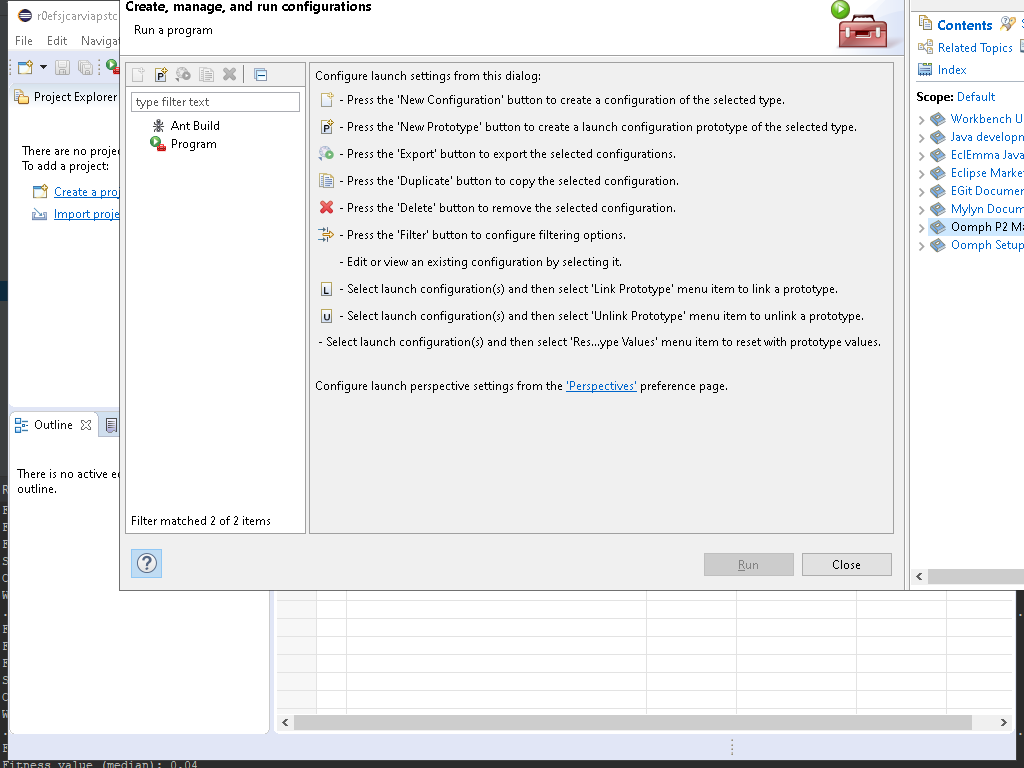 Create, manage, and run configurations
Run a program
r0efsjcarviapstc
File Edit Naviga
Project Explorer
There are no proje
To add a project:
Create a proj
Import proje
type filter text
Ant Build
Program
Filter matched 2 of 2 items
Configure launch settings from this dialog:
- Press the 'New Configuration' button to create a configuration of the selected type.
- Press the 'New Prototype' button to create a launch configuration prototype of the selected type.
- Press the 'Export' button to export the selected configurations.
- Press the 'Duplicate' button to copy the selected configuration.
- Press the 'Delete' button to remove the selected configuration.
- Press the 'Filter' button to configure filtering options.
- Edit or view an existing configuration by selecting it.
L - Select launch configuration(s) and then select 'Link Prototype' menu item to link a prototype.
U - Select launch configuration(s) and then select 'Unlink Prototype' menu item to unlink a prototype.
- Select launch configuration(s) and then select 'Res...ype Values' menu item to reset with prototype values.
Configure launch perspective settings from the 'Perspectives' preference page.
Run
Close
Contents
Related Topics
Index
Scope: Default
Workbench U
Java developn
EclEmma Java
Eclipse Marke
EGit Documer
Mylyn Docum
Oomph P2 Ma
Oomph Setup
Outline
There is no active ed
outline.
Fitness value (median): 0.04